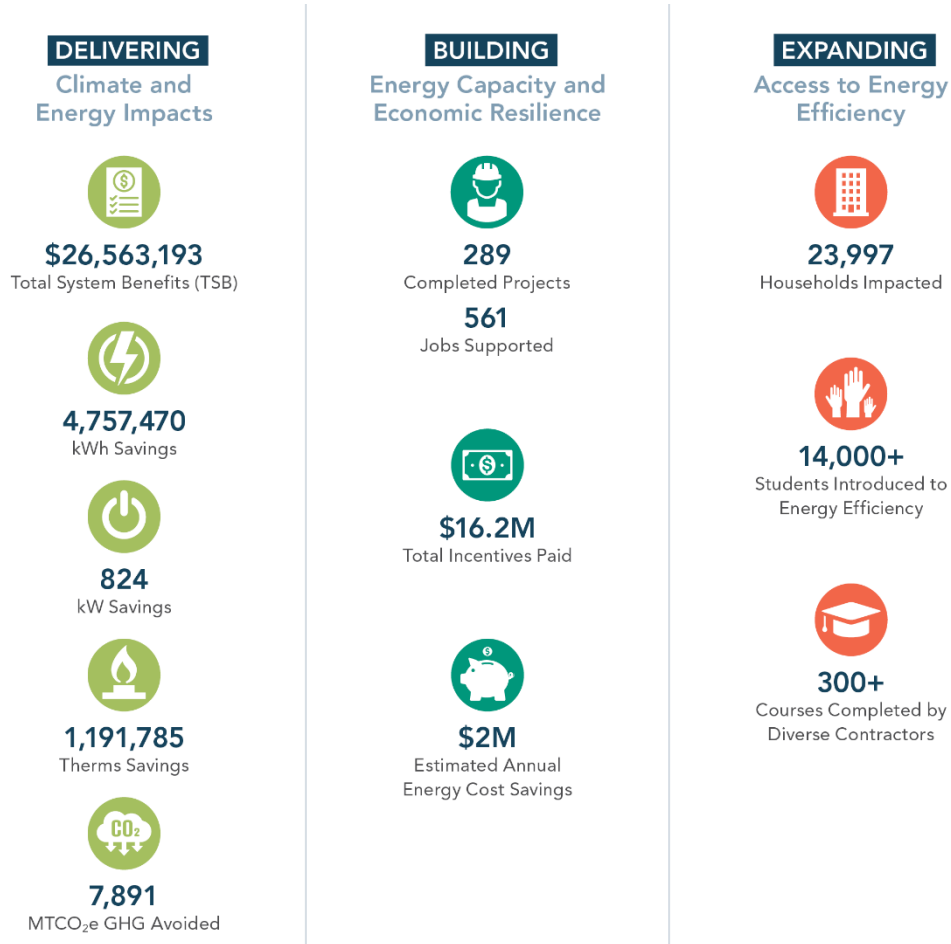 DELIVERING
Climate and
Energy Impacts
$
$26,563,193
Total System Benefits (TSB)
4,757,470
kWh Savings
824
kW Savings
1,191,785
Therms Savings
CO₂
7,891
MTCO₂e GHG Avoided
BUILDING
Energy Capacity and
Economic Resilience
289
Completed Projects
561
Jobs Supported
$
$16.2M
Total Incentives Paid
$
$2M
Estimated Annual
Energy Cost Savings
EXPANDING
Access to Energy
Efficiency
23,997
Households Impacted
14,000+
Students Introduced to
Energy Efficiency
300+
Courses Completed by
Diverse Contractors